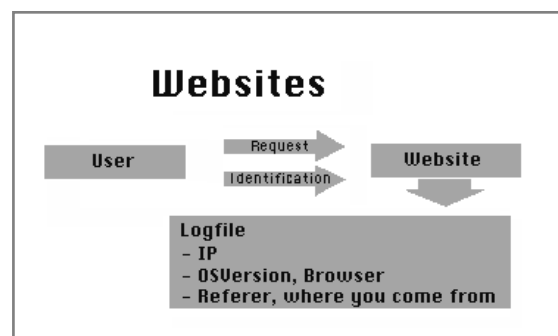 Websites
User
Request
Identification
Website
Logfile
- IP
- OSVersion, Browser
- Referer, where you come from